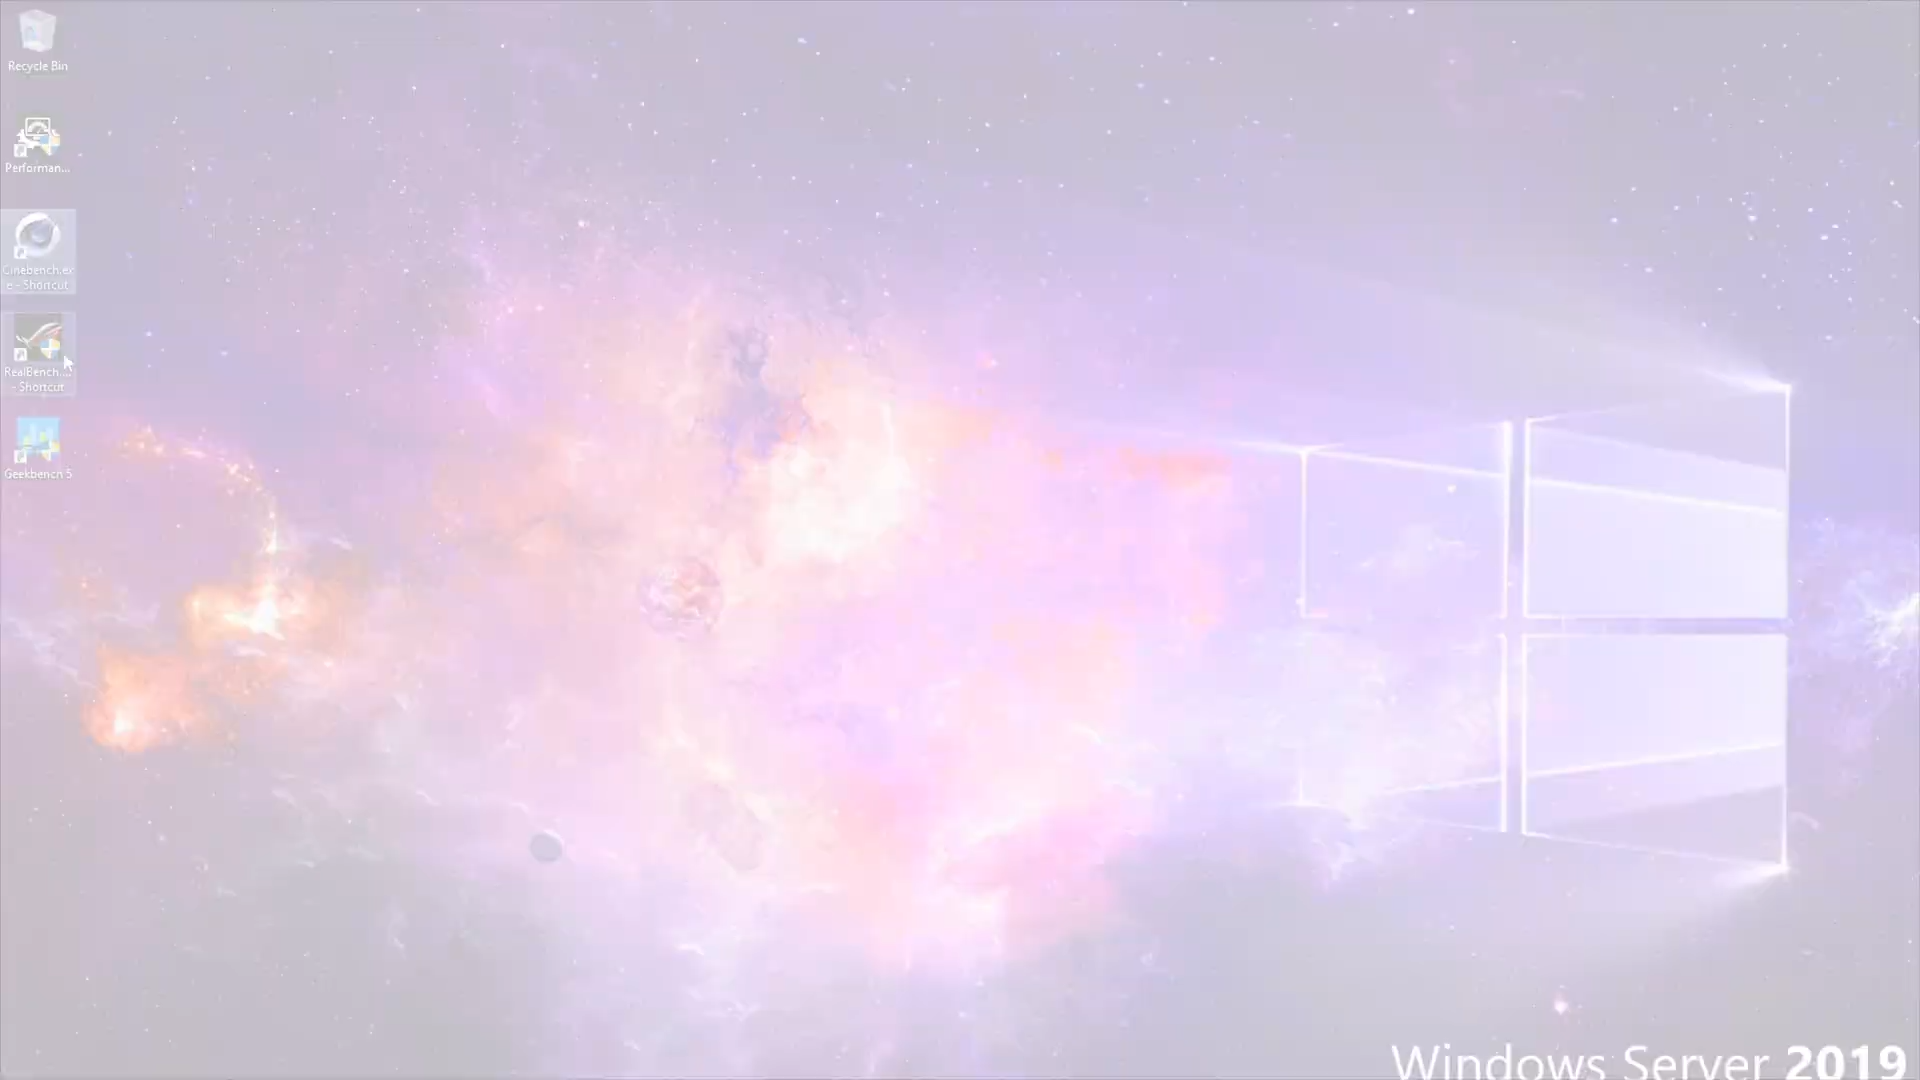 Recycle Bin
Performan...
Cinebench.ex
e - Shortcut
RealBench....
- Shortcut
Geekbench 5
Windows Server 2019